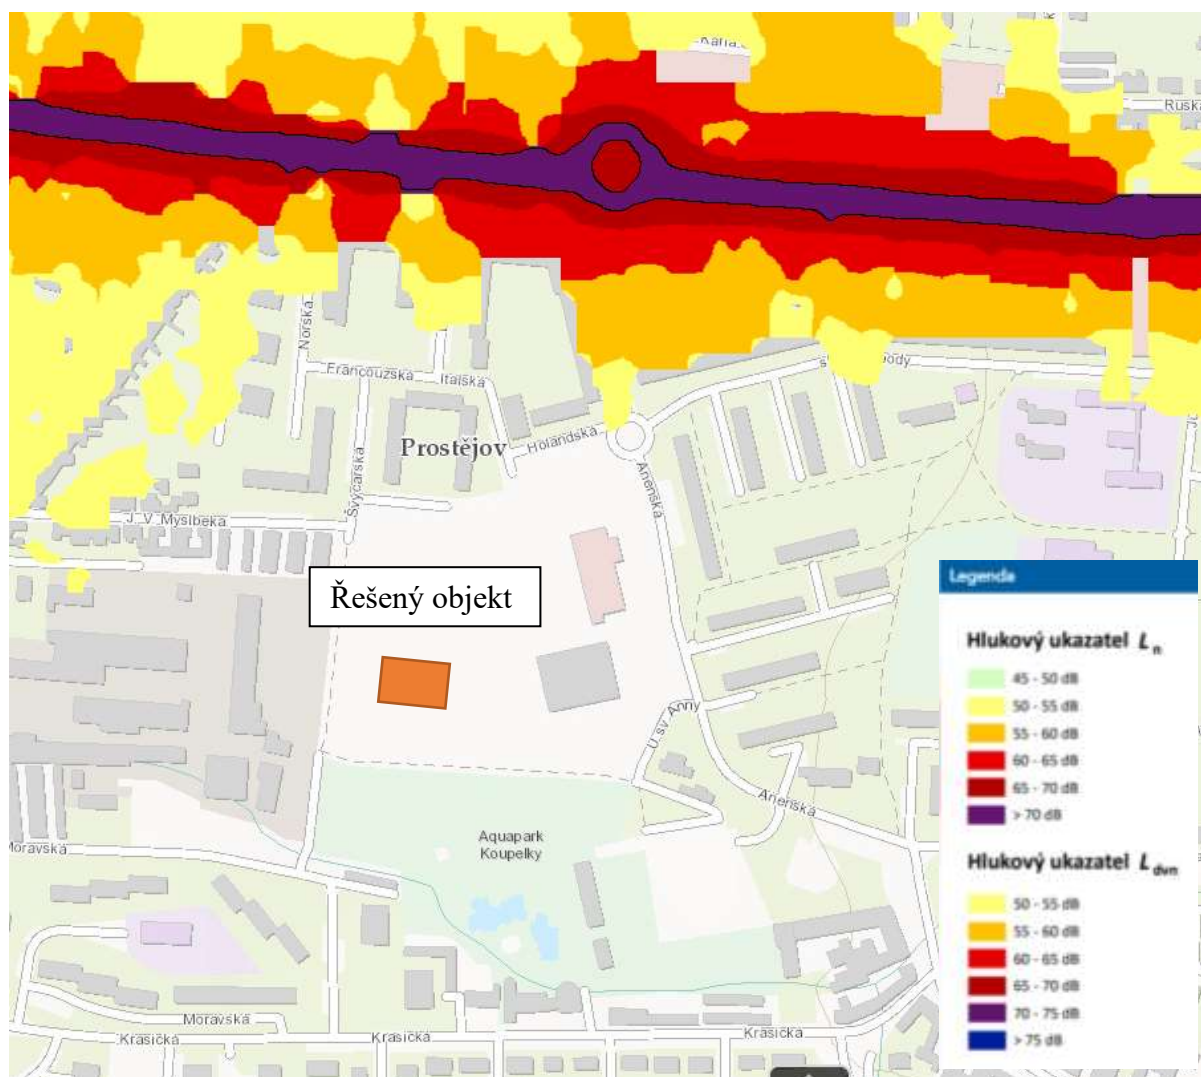 Ruská
Norská
Francouzská
Italská
Prostějov
Holandská
Švýcarská
Anenská
J. V. Myslbeka
Řešený objekt
U sv. Anny
Anenská
Aquapark
Koupelky
Moravská
Moravská
Krasická
Krasická
Krasická
Legenda
Hlukový ukazatel L n
45 - 50 dB
50 - 55 dB
55 - 60 dB
60 - 65 dB
65 - 70 dB
> 70 dB
Hlukový ukazatel L dvn
50 - 55 dB
55 - 60 dB
60 - 65 dB
65 - 70 dB
70 - 75 dB
> 75 dB